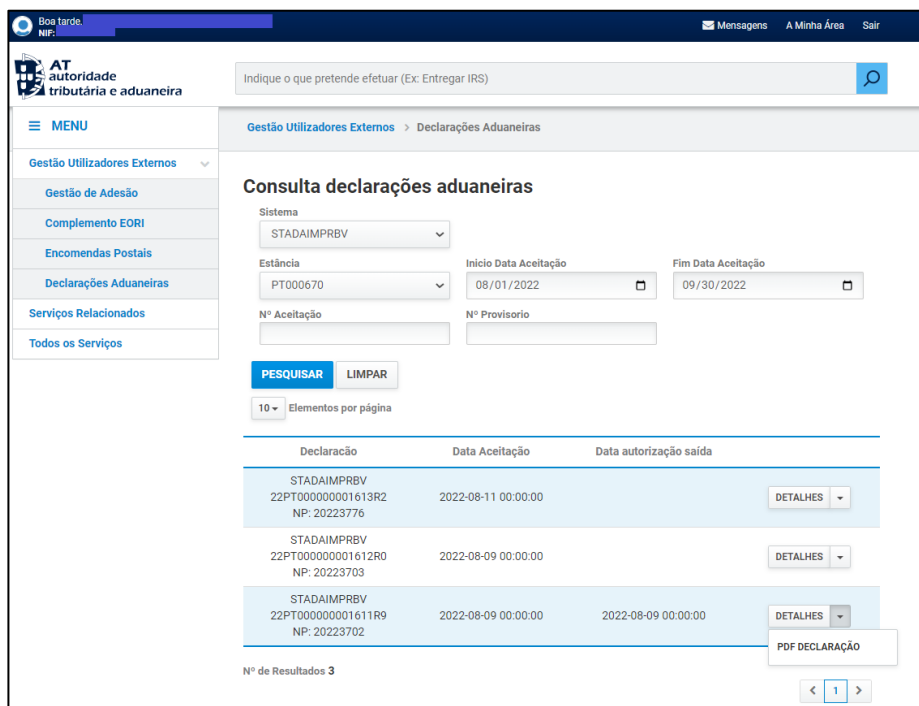 Boa tarde,
NIF:
Mensagens A Minha Área Sair
AT
autoridade
tributária e aduaneira
Indique o que pretende efetuar (Ex: Entregar IRS)
MENU
Gestão Utilizadores Externos > Declarações Aduaneiras
Gestão Utilizadores Externos
Gestão de Adesão
Complemento EORI
Encomendas Postais
Declarações Aduaneiras
Serviços Relacionados
Todos os Serviços
Consulta declarações aduaneiras
Sistema
STADAIMPRBV
Estância Inicio Data Aceitação Fim Data Aceitação
PT000670 08/01/2022 09/30/2022
Nº Aceitação Nº Provisorio
PESQUISAR LIMPAR
10 Elementos por página
Declaracão Data Aceitação Data autorização saída
STADAIMPRBV
22PT000000001613R2 2022-08-11 00:00:00 DETALHES
NP: 20223776
STADAIMPRBV
22PT000000001612R0 2022-08-09 00:00:00 DETALHES
NP: 20223703
STADAIMPRBV
22PT000000001611R9 2022-08-09 00:00:00 2022-08-09 00:00:00 DETALHES
NP: 20223702
PDF DECLARAÇÃO
Nº de Resultados 3
< 1 >